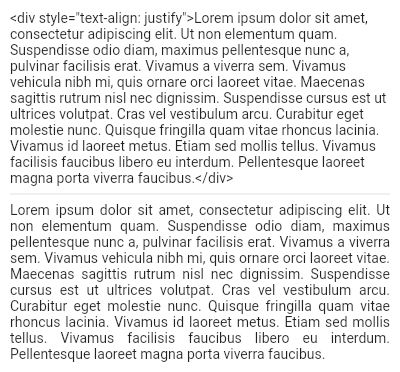 <div style="text-align: justify">Lorem ipsum dolor sit amet,
consectetur adipiscing elit. Ut non elementum quam.
Suspendisse odio diam, maximus pellentesque nunc a,
pulvinar facilisis erat. Vivamus a viverra sem. Vivamus
vehicula nibh mi, quis ornare orci laoreet vitae. Maecenas
sagittis rutrum nisl nec dignissim. Suspendisse cursus est ut
ultrices volutpat. Cras vel vestibulum arcu. Curabitur eget
molestie nunc. Quisque fringilla quam vitae rhoncus lacinia.
Vivamus id laoreet metus. Etiam sed mollis tellus. Vivamus
facilisis faucibus libero eu interdum. Pellentesque laoreet
magna porta viverra faucibus.</div>
Lorem ipsum dolor sit amet, consectetur adipiscing elit. Ut
non elementum quam. Suspendisse odio diam, maximus
pellentesque nunc a, pulvinar facilisis erat. Vivamus a viverra
sem. Vivamus vehicula nibh mi, quis ornare orci laoreet vitae.
Maecenas sagittis rutrum nisl nec dignissim. Suspendisse
cursus est ut ultrices volutpat. Cras vel vestibulum arcu.
Curabitur eget molestie nunc. Quisque fringilla quam vitae
rhoncus lacinia. Vivamus id laoreet metus. Etiam sed mollis
tellus. Vivamus facilisis faucibus libero eu interdum.
Pellentesque laoreet magna porta viverra faucibus.